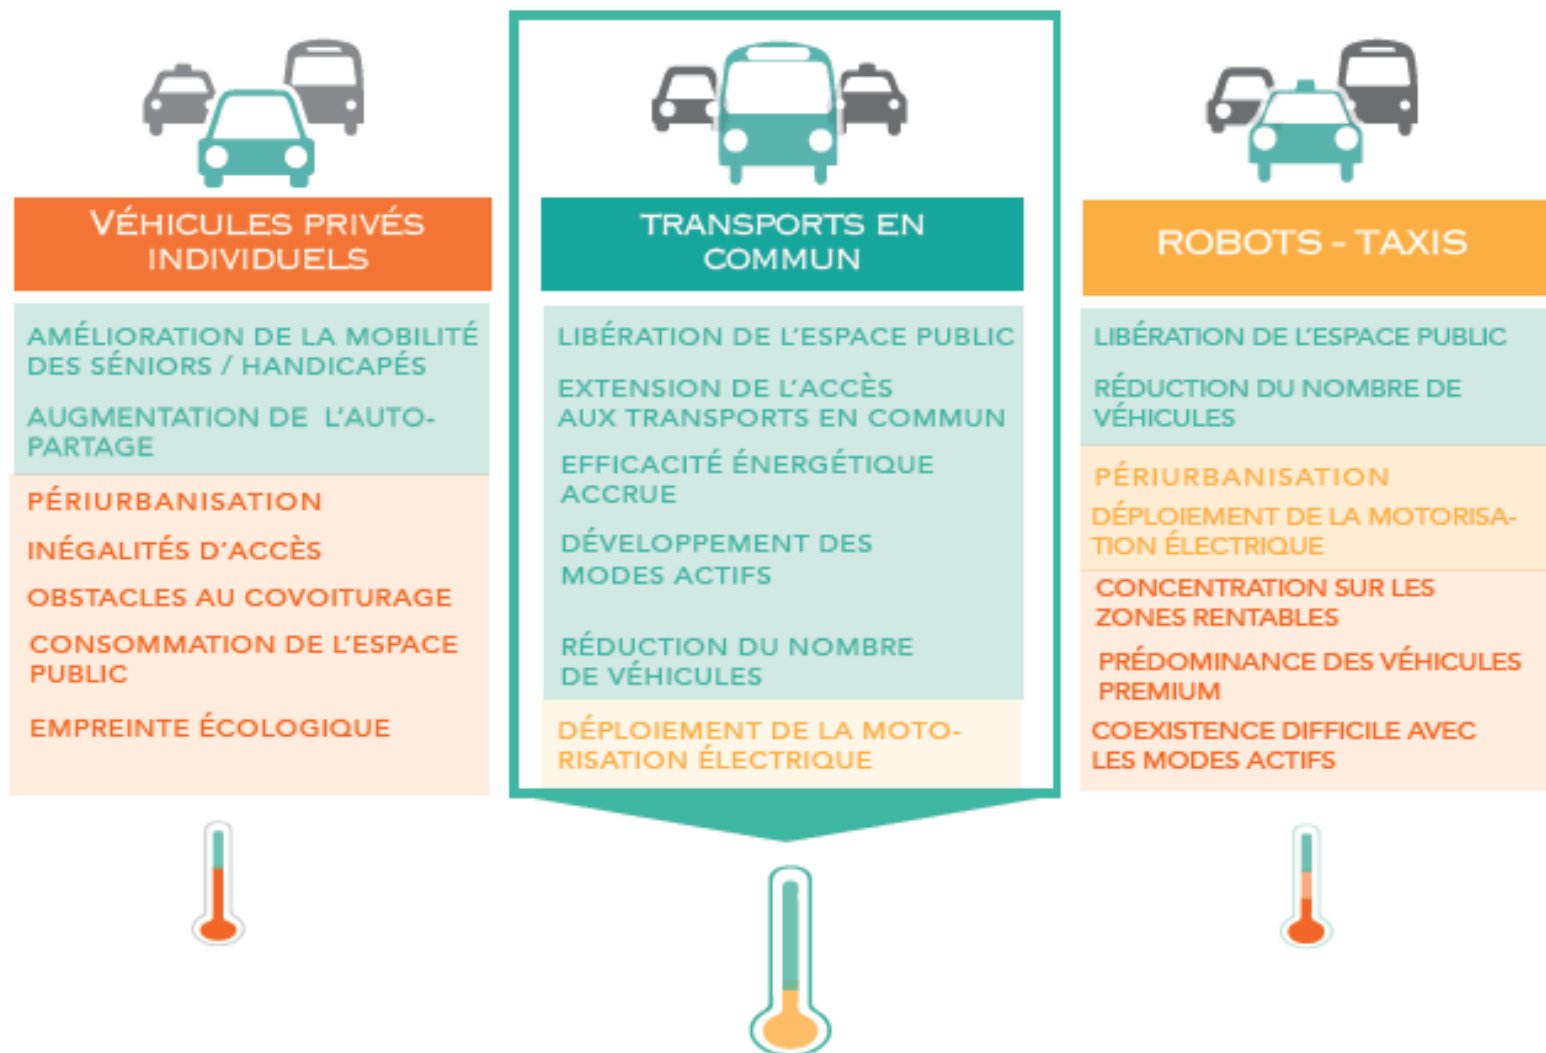 VÉHICULES PRIVÉS
INDIVIDUELS
AMÉLIORATION DE LA MOBILITÉ
DES SÉNIORS / HANDICAPÉS
AUGMENTATION DE L’AUTO-
PARTAGE
PÉRIURBANISATION
INÉGALITÉS D’ACCÈS
OBSTACLES AU COVOITURAGE
CONSOMMATION DE L’ESPACE
PUBLIC
EMPREINTE ÉCOLOGIQUE
TRANSPORTS EN
COMMUN
LIBÉRATION DE L’ESPACE PUBLIC
EXTENSION DE L’ACCÈS
AUX TRANSPORTS EN COMMUN
EFFICACITÉ ÉNERGÉTIQUE
ACCRUE
DÉVELOPPEMENT DES
MODES ACTIFS
RÉDUCTION DU NOMBRE
DE VÉHICULES
DÉPLOIEMENT DE LA MOTO-
RISATION ÉLECTRIQUE
ROBOTS - TAXIS
LIBÉRATION DE L’ESPACE PUBLIC
RÉDUCTION DU NOMBRE DE
VÉHICULES
PÉRIURBANISATION
DÉPLOIEMENT DE LA MOTORISA-
TION ÉLECTRIQUE
CONCENTRATION SUR LES
ZONES RENTABLES
PRÉDOMINANCE DES VÉHICULES
PREMIUM
COEXISTENCE DIFFICILE AVEC
LES MODES ACTIFS